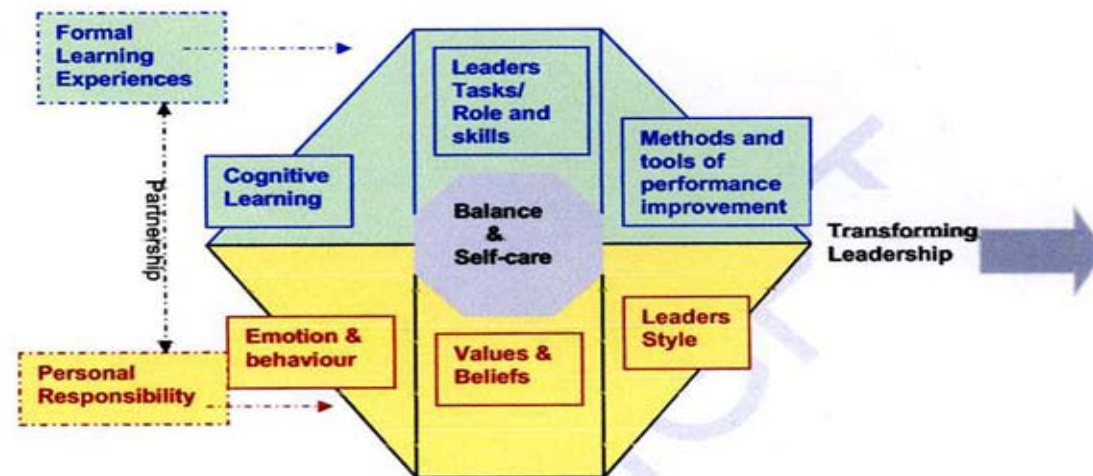 Formal
Learning
Experiences
Leaders
Tasks/
Role and
skills
Methods and
tools of
performance
improvement
Cognitive
Learning
Partnership
Balance
&
Self-care
Transforming
Leadership
Emotion &
behaviour
Values &
Beliefs
Leaders
Style
Personal
Responsibility